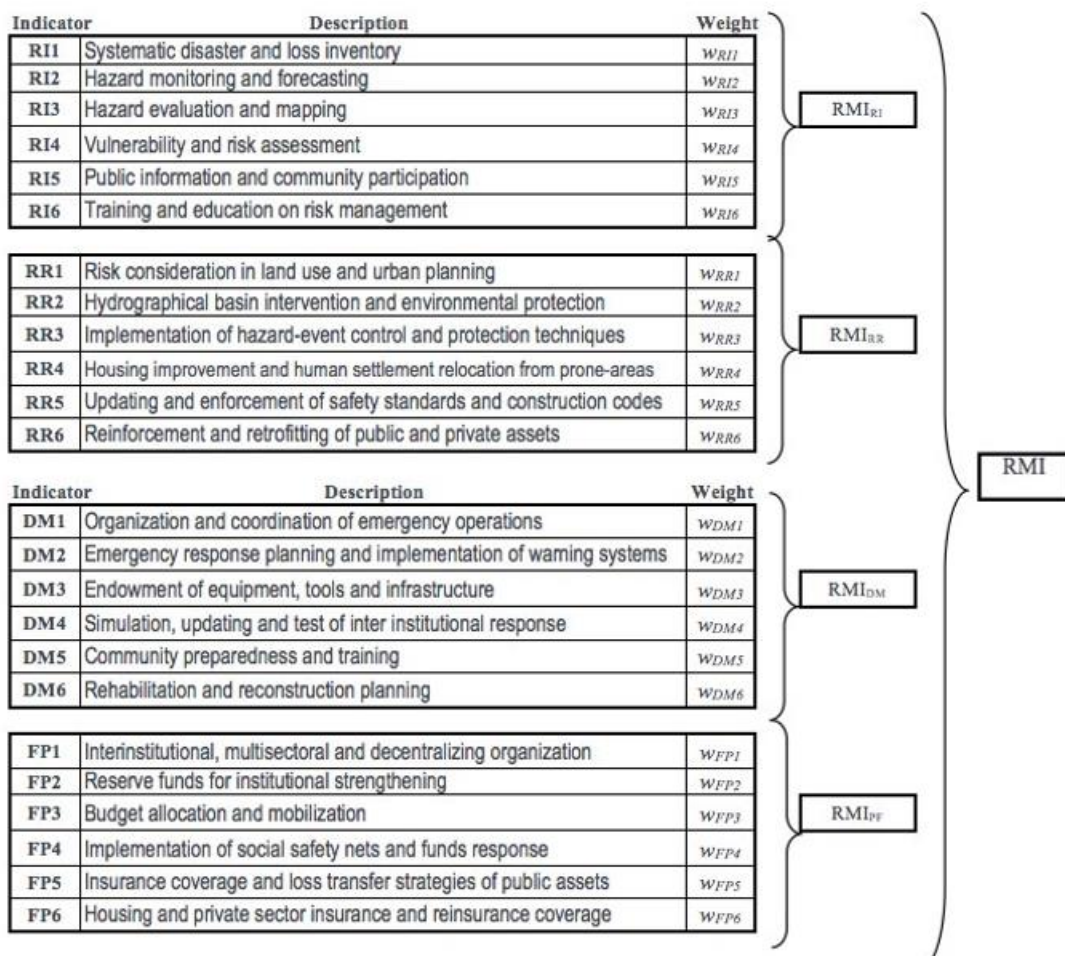 Indicator Description Weight
RI1 Systematic disaster and loss inventory wRI1
RI2 Hazard monitoring and forecasting wRI2
RI3 Hazard evaluation and mapping wRI3
RI4 Vulnerability and risk assessment wRI4
RI5 Public information and community participation wRI5
RI6 Training and education on risk management wRI6
RMIRI
RR1 Risk consideration in land use and urban planning wRR1
RR2 Hydrographical basin intervention and environmental protection wRR2
RR3 Implementation of hazard-event control and protection techniques wRR3
RR4 Housing improvement and human settlement relocation from prone-areas wRR4
RR5 Updating and enforcement of safety standards and construction codes wRR5
RR6 Reinforcement and retrofitting of public and private assets wRR6
RMIRR
RMI
Indicator Description Weight
DM1 Organization and coordination of emergency operations wDM1
DM2 Emergency response planning and implementation of warning systems wDM2
DM3 Endowment of equipment, tools and infrastructure wDM3
DM4 Simulation, updating and test of inter institutional response wDM4
DM5 Community preparedness and training wDM5
DM6 Rehabilitation and reconstruction planning wDM6
RMIDM
FP1 Interinstitutional, multisectoral and decentralizing organization wFP1
FP2 Reserve funds for institutional strengthening wFP2
FP3 Budget allocation and mobilization wFP3
FP4 Implementation of social safety nets and funds response wFP4
FP5 Insurance coverage and loss transfer strategies of public assets wFP5
FP6 Housing and private sector insurance and reinsurance coverage wFP6
RMIPF